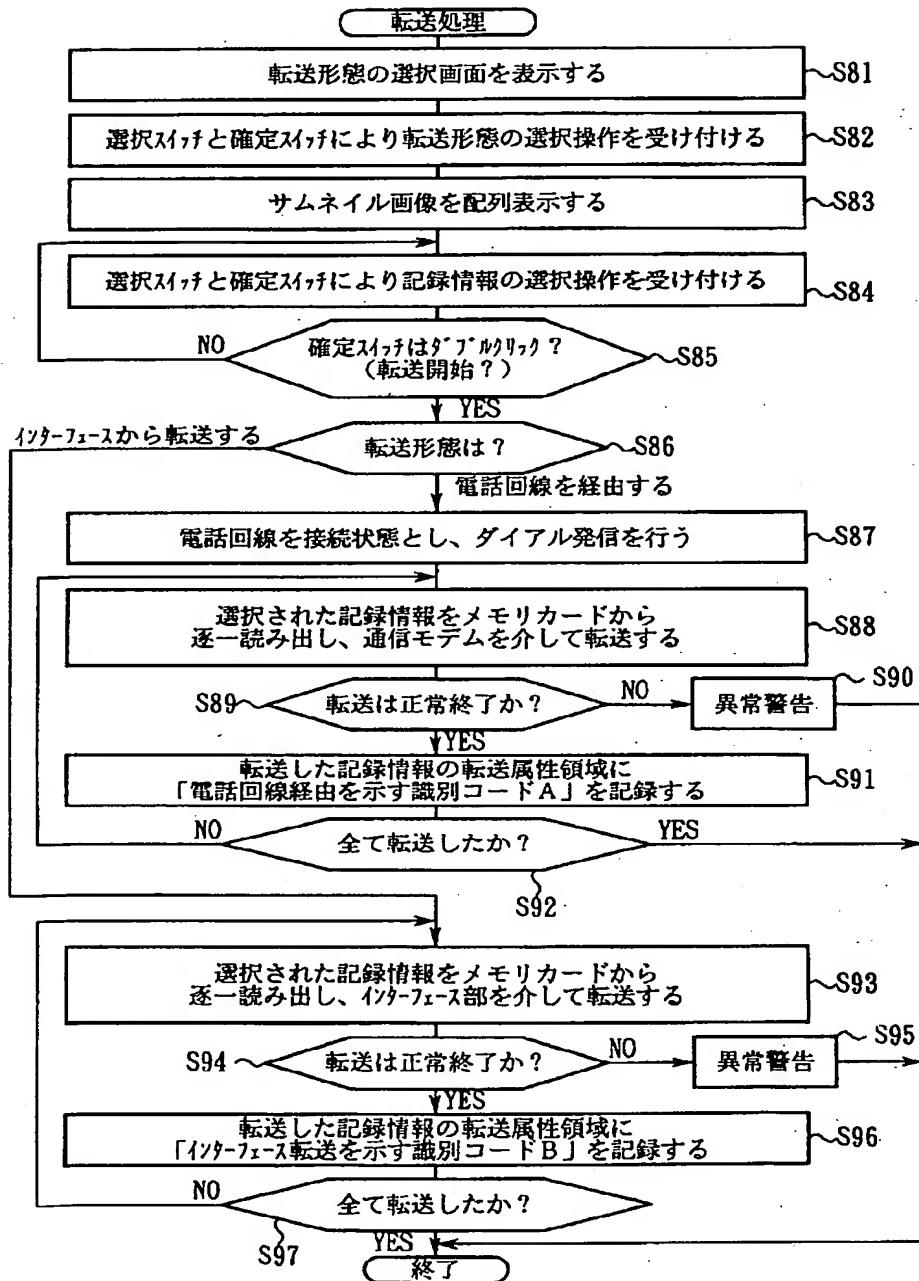 転送処理
転送形態の選択画面を表示する
S81
選択ｽｲｯﾁと確定ｽｲｯﾁにより転送形態の選択操作を受け付ける
S82
サムネイル画像を配列表示する
S83
選択ｽｲｯﾁと確定ｽｲｯﾁにより記録情報の選択操作を受け付ける
S84
NO
確定ｽｲｯﾁはﾀﾞﾌﾞﾙｸﾘｯｸ？
（転送開始？）
S85
YES
ｲﾝﾀｰﾌｪｰｽから転送する
転送形態は？
S86
電話回線を経由する
電話回線を接続状態とし、ダイアル発信を行う
S87
選択された記録情報をメモリカードから
逐一読み出し、通信モデムを介して転送する
S88
S89
転送は正常終了か？
NO
異常警告
S90
YES
転送した記録情報の転送属性領域に
「電話回線経由を示す識別コードＡ」を記録する
S91
NO
全て転送したか？
YES
S92
選択された記録情報をメモリカードから
逐一読み出し、ｲﾝﾀｰﾌｪｰｽ部を介して転送する
S93
S94
転送は正常終了か？
NO
異常警告
S95
YES
転送した記録情報の転送属性領域に
「ｲﾝﾀｰﾌｪｰｽ転送を示す識別コードＢ」を記録する
S96
NO
全て転送したか？
S97
YES
終了